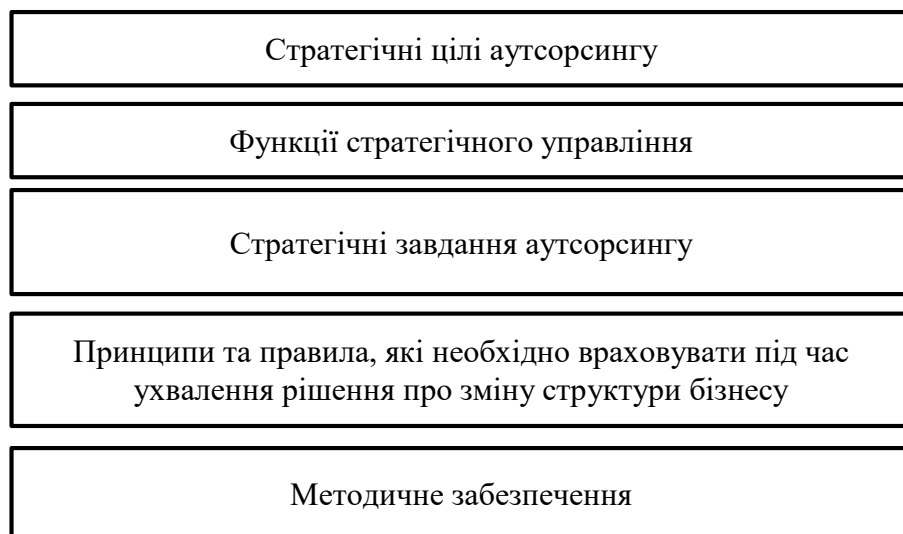 Стратегічні цілі аутсорсингу
Функції стратегічного управління
Стратегічні завдання аутсорсингу
Принципи та правила, які необхідно враховувати під час
ухвалення рішення про зміну структури бізнесу
Методичне забезпечення